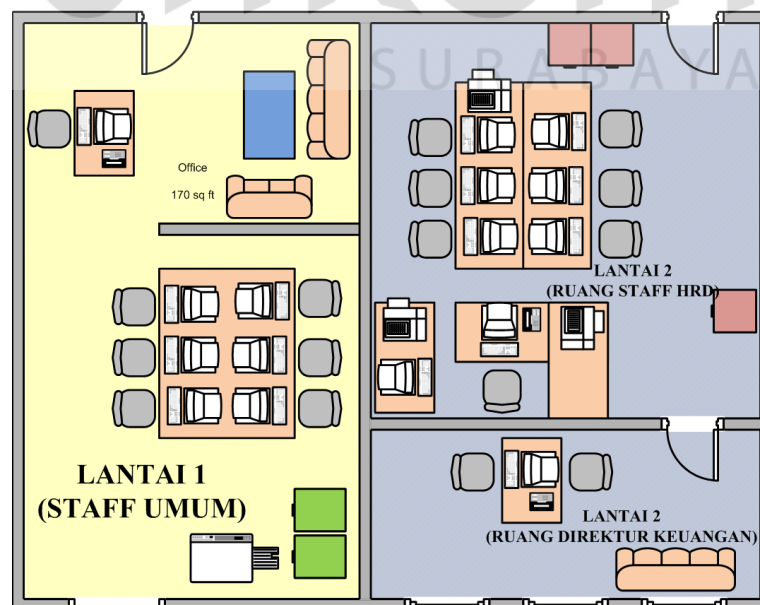 SURABAYA
Office
170 sq ft
LANTAI 2
(RUANG STAFF HRD)
LANTAI 1
(STAFF UMUM)
LANTAI 2
(RUANG DIREKTUR KEUANGAN)